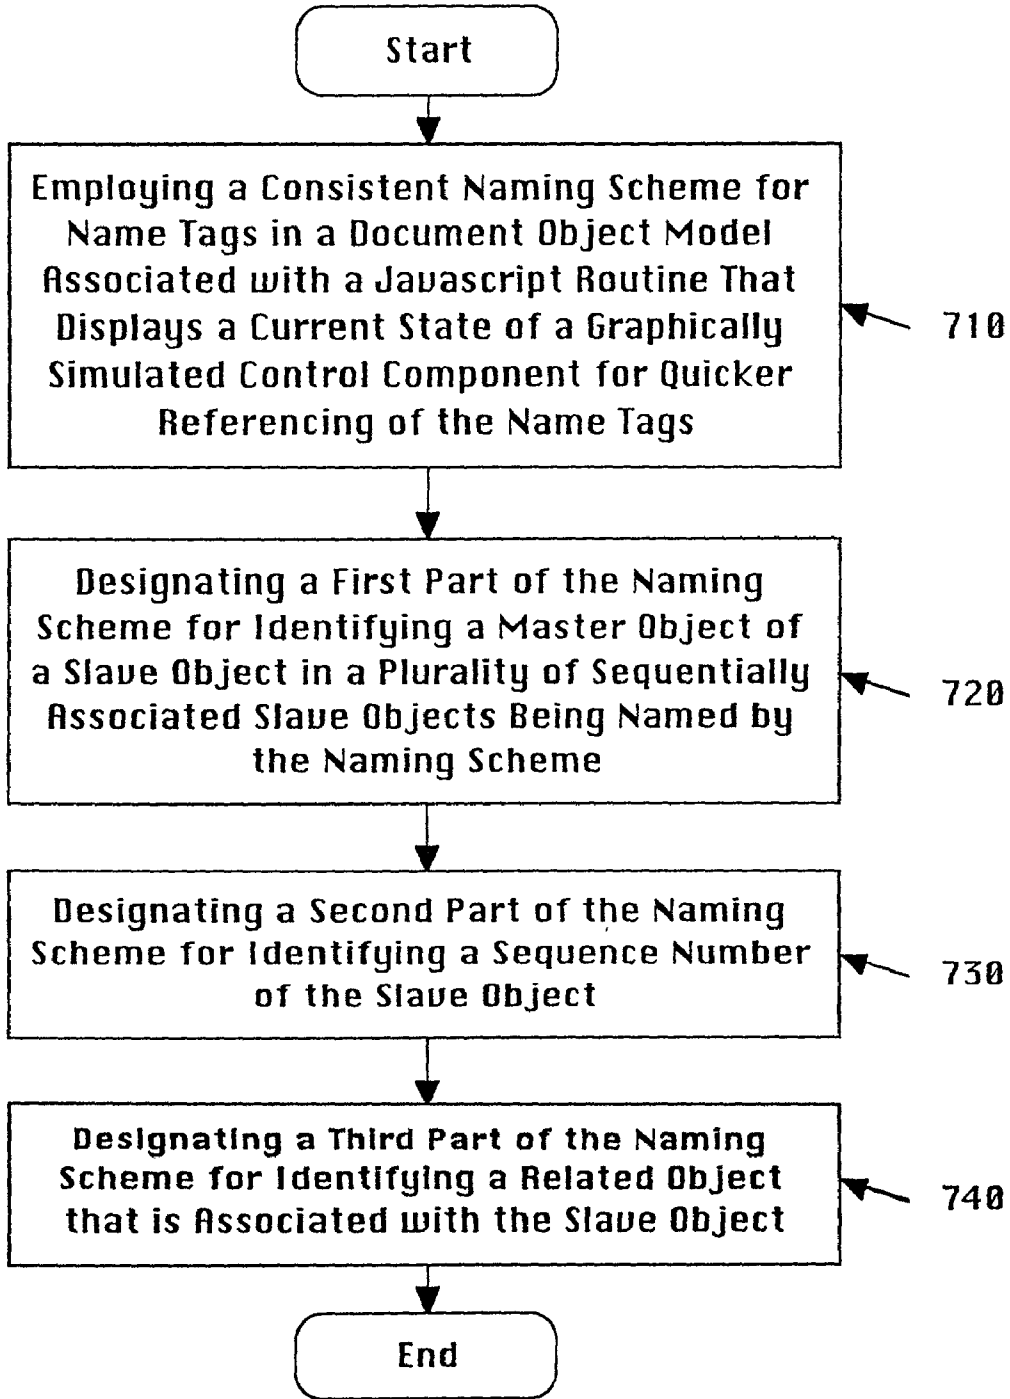 Start
Employing a Consistent Naming Scheme for
Name Tags in a Document Object Model
Associated with a Javascript Routine That
Displays a Current State of a Graphically
Simulated Control Component for Quicker
Referencing of the Name Tags
710
Designating a First Part of the Naming
Scheme for Identifying a Master Object of
a Slave Object in a Plurality of Sequentially
Associated Slave Objects Being Named by
the Naming Scheme
720
Designating a Second Part of the Naming
Scheme for Identifying a Sequence Number
of the Slave Object
730
Designating a Third Part of the Naming
Scheme for Identifying a Related Object
that is Associated with the Slave Object
740
End